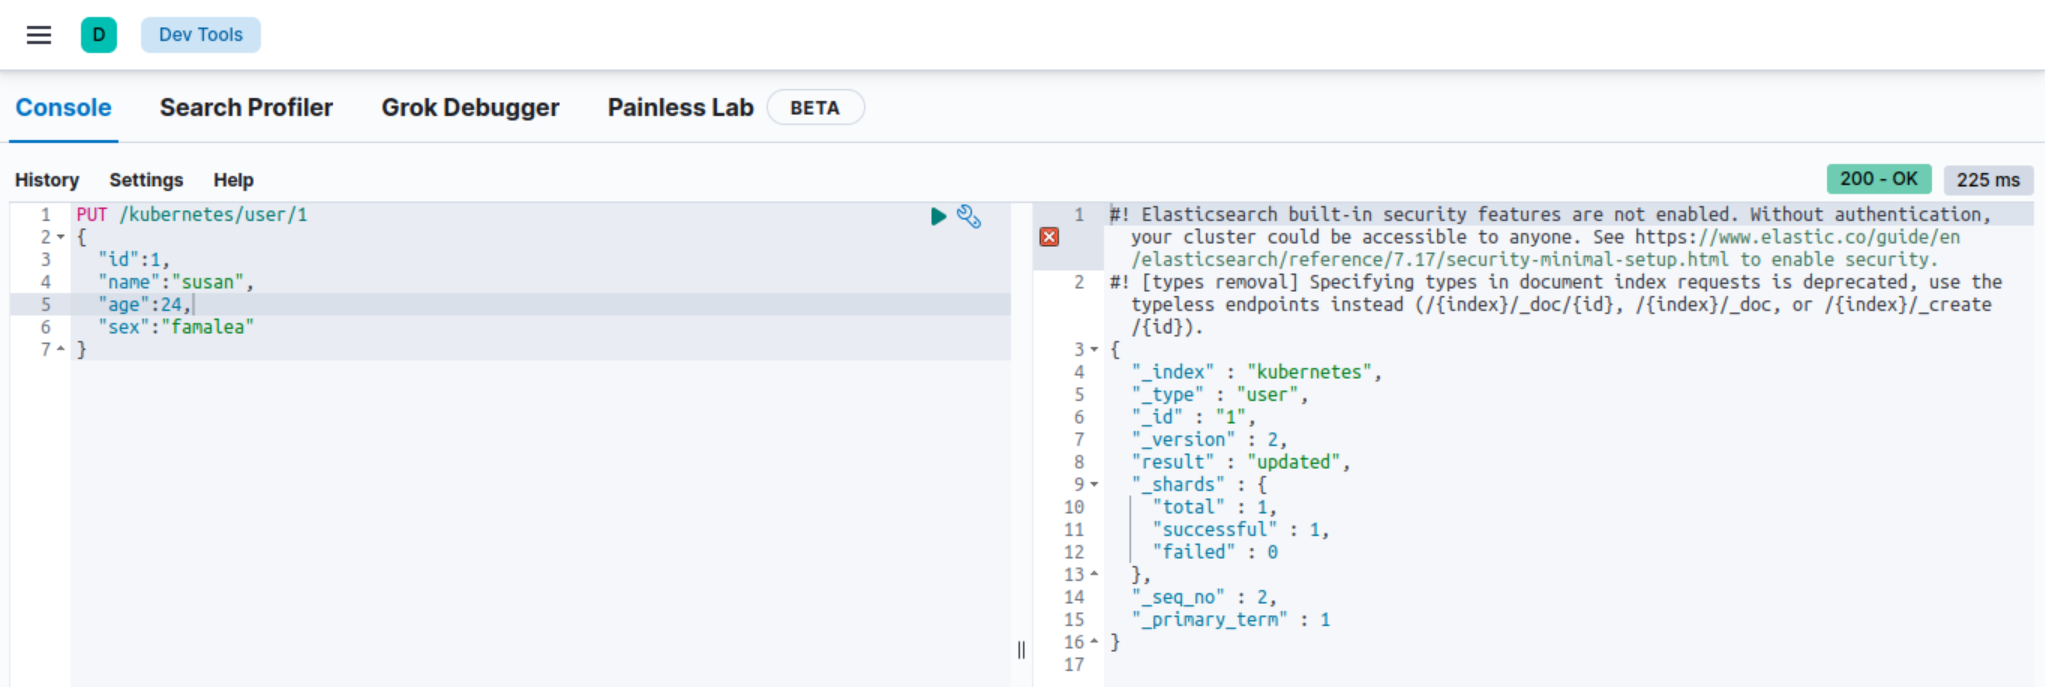 D Dev Tools
Console Search Profiler Grok Debugger Painless Lab BETA
History Settings Help 200 - OK 225 ms
1 PUT /kubernetes/user/1
2 {
3 "id":1,
4 "name":"susan",
5 "age":24,
6 "sex":"famalea"
7 }
1 #! Elasticsearch built-in security features are not enabled. Without authentication,
your cluster could be accessible to anyone. See https://www.elastic.co/guide/en
/elasticsearch/reference/7.17/security-minimal-setup.html to enable security.
2 #! [types removal] Specifying types in document index requests is deprecated, use the
typeless endpoints instead (/{index}/_doc/{id}, /{index}/_doc, or /{index}/_create
/{id}).
3 {
4 "_index" : "kubernetes",
5 "_type" : "user",
6 "_id" : "1",
7 "_version" : 2,
8 "result" : "updated",
9 "_shards" : {
10 "total" : 1,
11 "successful" : 1,
12 "failed" : 0
13 },
14 "_seq_no" : 2,
15 "_primary_term" : 1
16 }
17